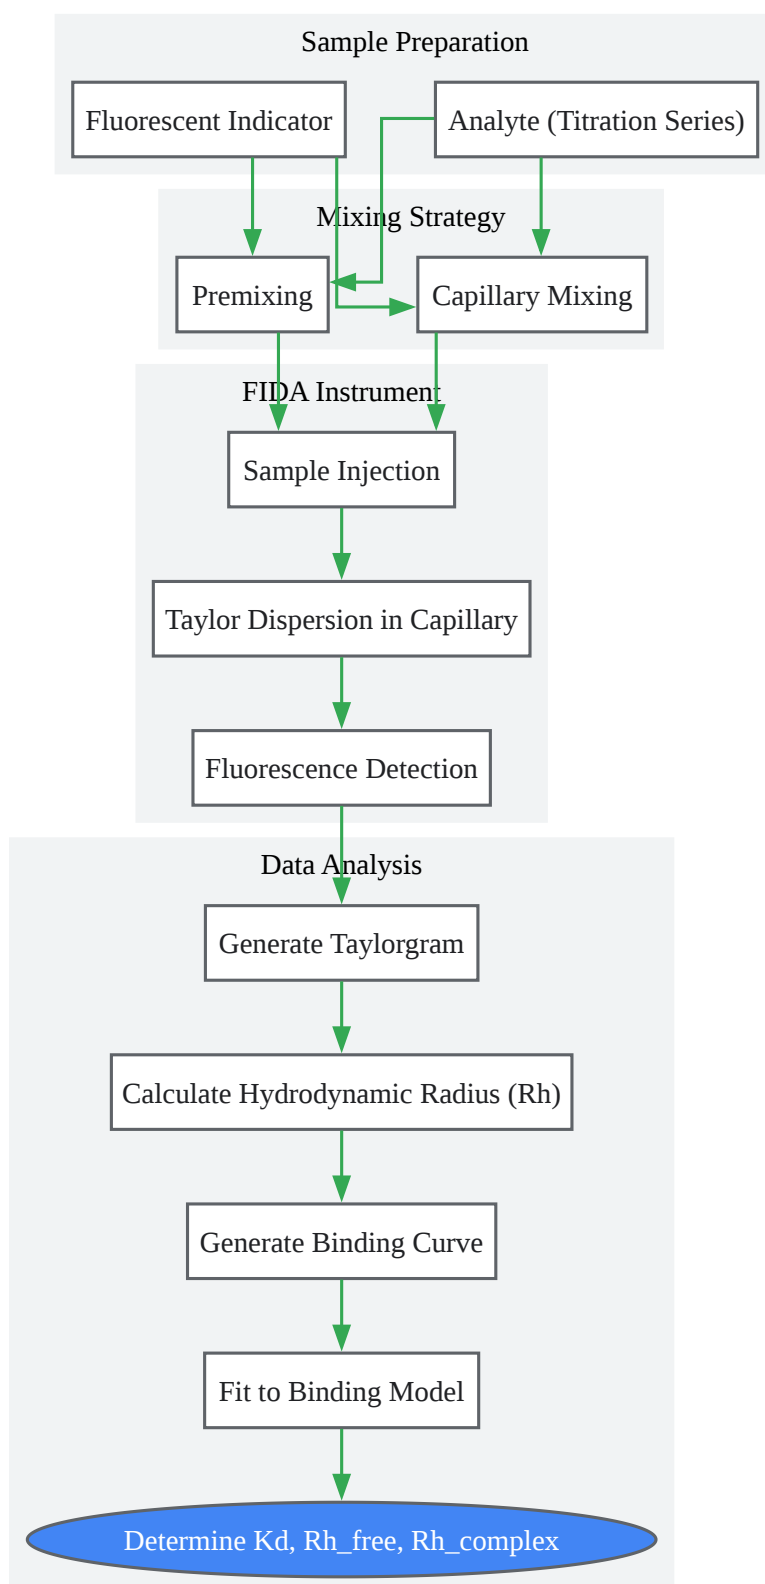 Sample Preparation
Fluorescent Indicator
Analyte (Titration Series)
Mixing Strategy
Premixing
Capillary Mixing
FIDA Instrument
Sample Injection
Taylor Dispersion in Capillary
Fluorescence Detection
Data Analysis
Generate Taylorgram
Calculate Hydrodynamic Radius (Rh)
Generate Binding Curve
Fit to Binding Model
Determine Kd, Rh_free, Rh_complex